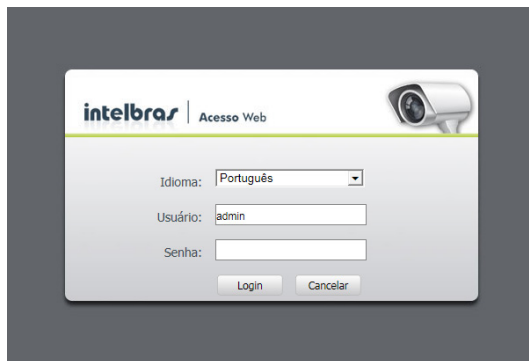 intelbras Acesso Web
Idioma: Português
Usuário: admin
Senha:
Login Cancelar